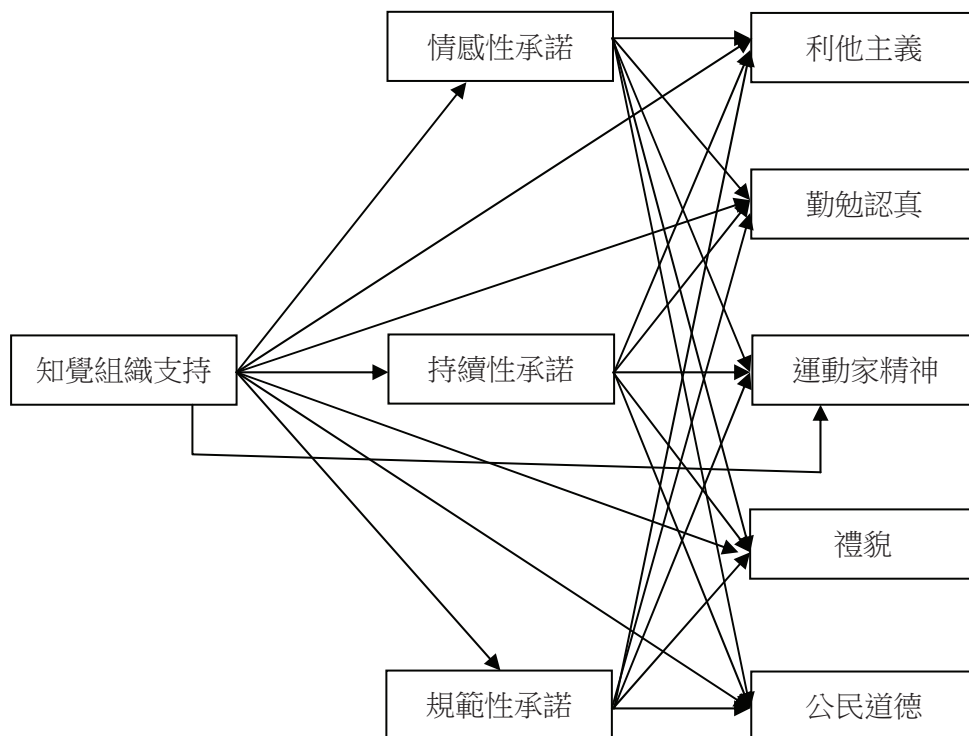 情感性承諾
利他主義
勤勉認真
知覺組織支持
持續性承諾
運動家精神
禮貌
規範性承諾
公民道德